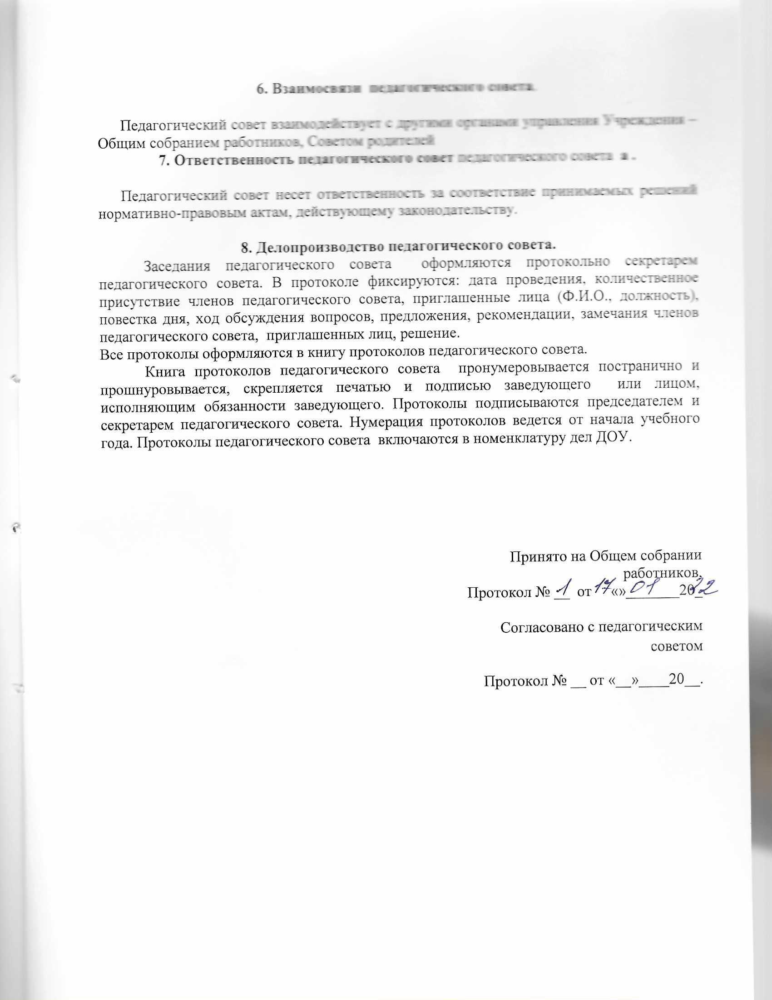 6. Взаимосвязи педагогического совета.
Педагогический совет взаимодействует с другими органами управления Учреждения –
Общим собранием работников, Советом родителей
7. Ответственность педагогического совет педагогического совета а .
Педагогический совет несет ответственность за соответствие принимаемых решений
нормативно-правовым актам, действующему законодательству.
8. Делопроизводство педагогического совета.
Заседания педагогического совета оформляются протокольно секретарем
педагогического совета. В протоколе фиксируются: дата проведения, количественное
присутствие членов педагогического совета, приглашенные лица (Ф.И.О., должность),
повестка дня, ход обсуждения вопросов, предложения, рекомендации, замечания членов
педагогического совета, приглашенных лиц, решение.
Все протоколы оформляются в книгу протоколов педагогического совета.
Книга протоколов педагогического совета пронумеровывается постранично и
прошнуровывается, скрепляется печатью и подписью заведующего или лицом,
исполняющим обязанности заведующего. Протоколы подписываются председателем и
секретарем педагогического совета. Нумерация протоколов ведется от начала учебного
года. Протоколы педагогического совета включаются в номенклатуру дел ДОУ.
Принято на Общем собрании
работников,
Протокол № 1 от 17 «» 01 2022
Согласовано с педагогическим
советом
Протокол № __ от «__»____20__.